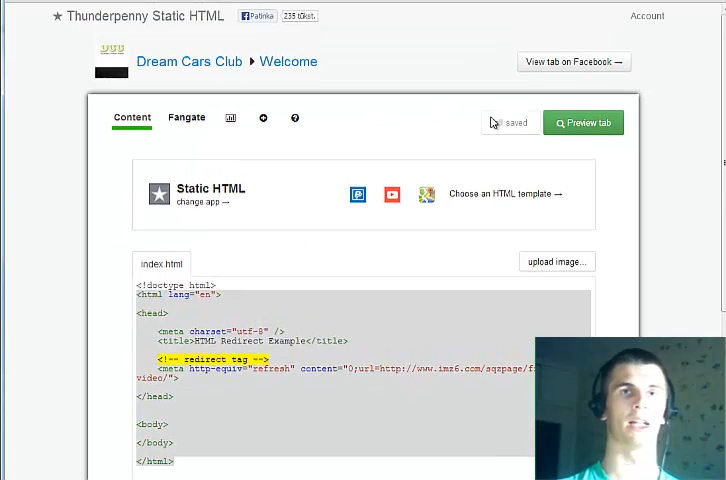 ★ Thunderpenny Static HTML
Patinka
235 tūkst.
Account
Dream Cars Club
Welcome
View tab on Facebook →
Content
Fangate
saved
Preview tab
Static HTML
change app →
Choose an HTML template →
index.html
upload image...
<!doctype html>
<html lang="en">
<head>
<meta charset="utf-8" />
<title>HTML Redirect Example</title>
<!-- redirect tag -->
<meta http-equiv="refresh" content="0;url=http://www.imz6.com/sqzpage/f
video/">
</head>
<body>
</body>
</html>